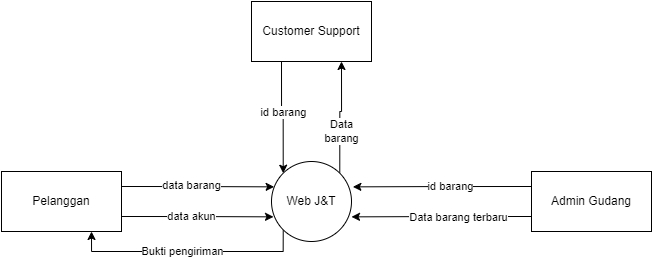 Customer Support
id barang
Data
barang
Pelanggan
data barang
data akun
Web J&T
id barang
Data barang terbaru
Admin Gudang
Bukti pengiriman